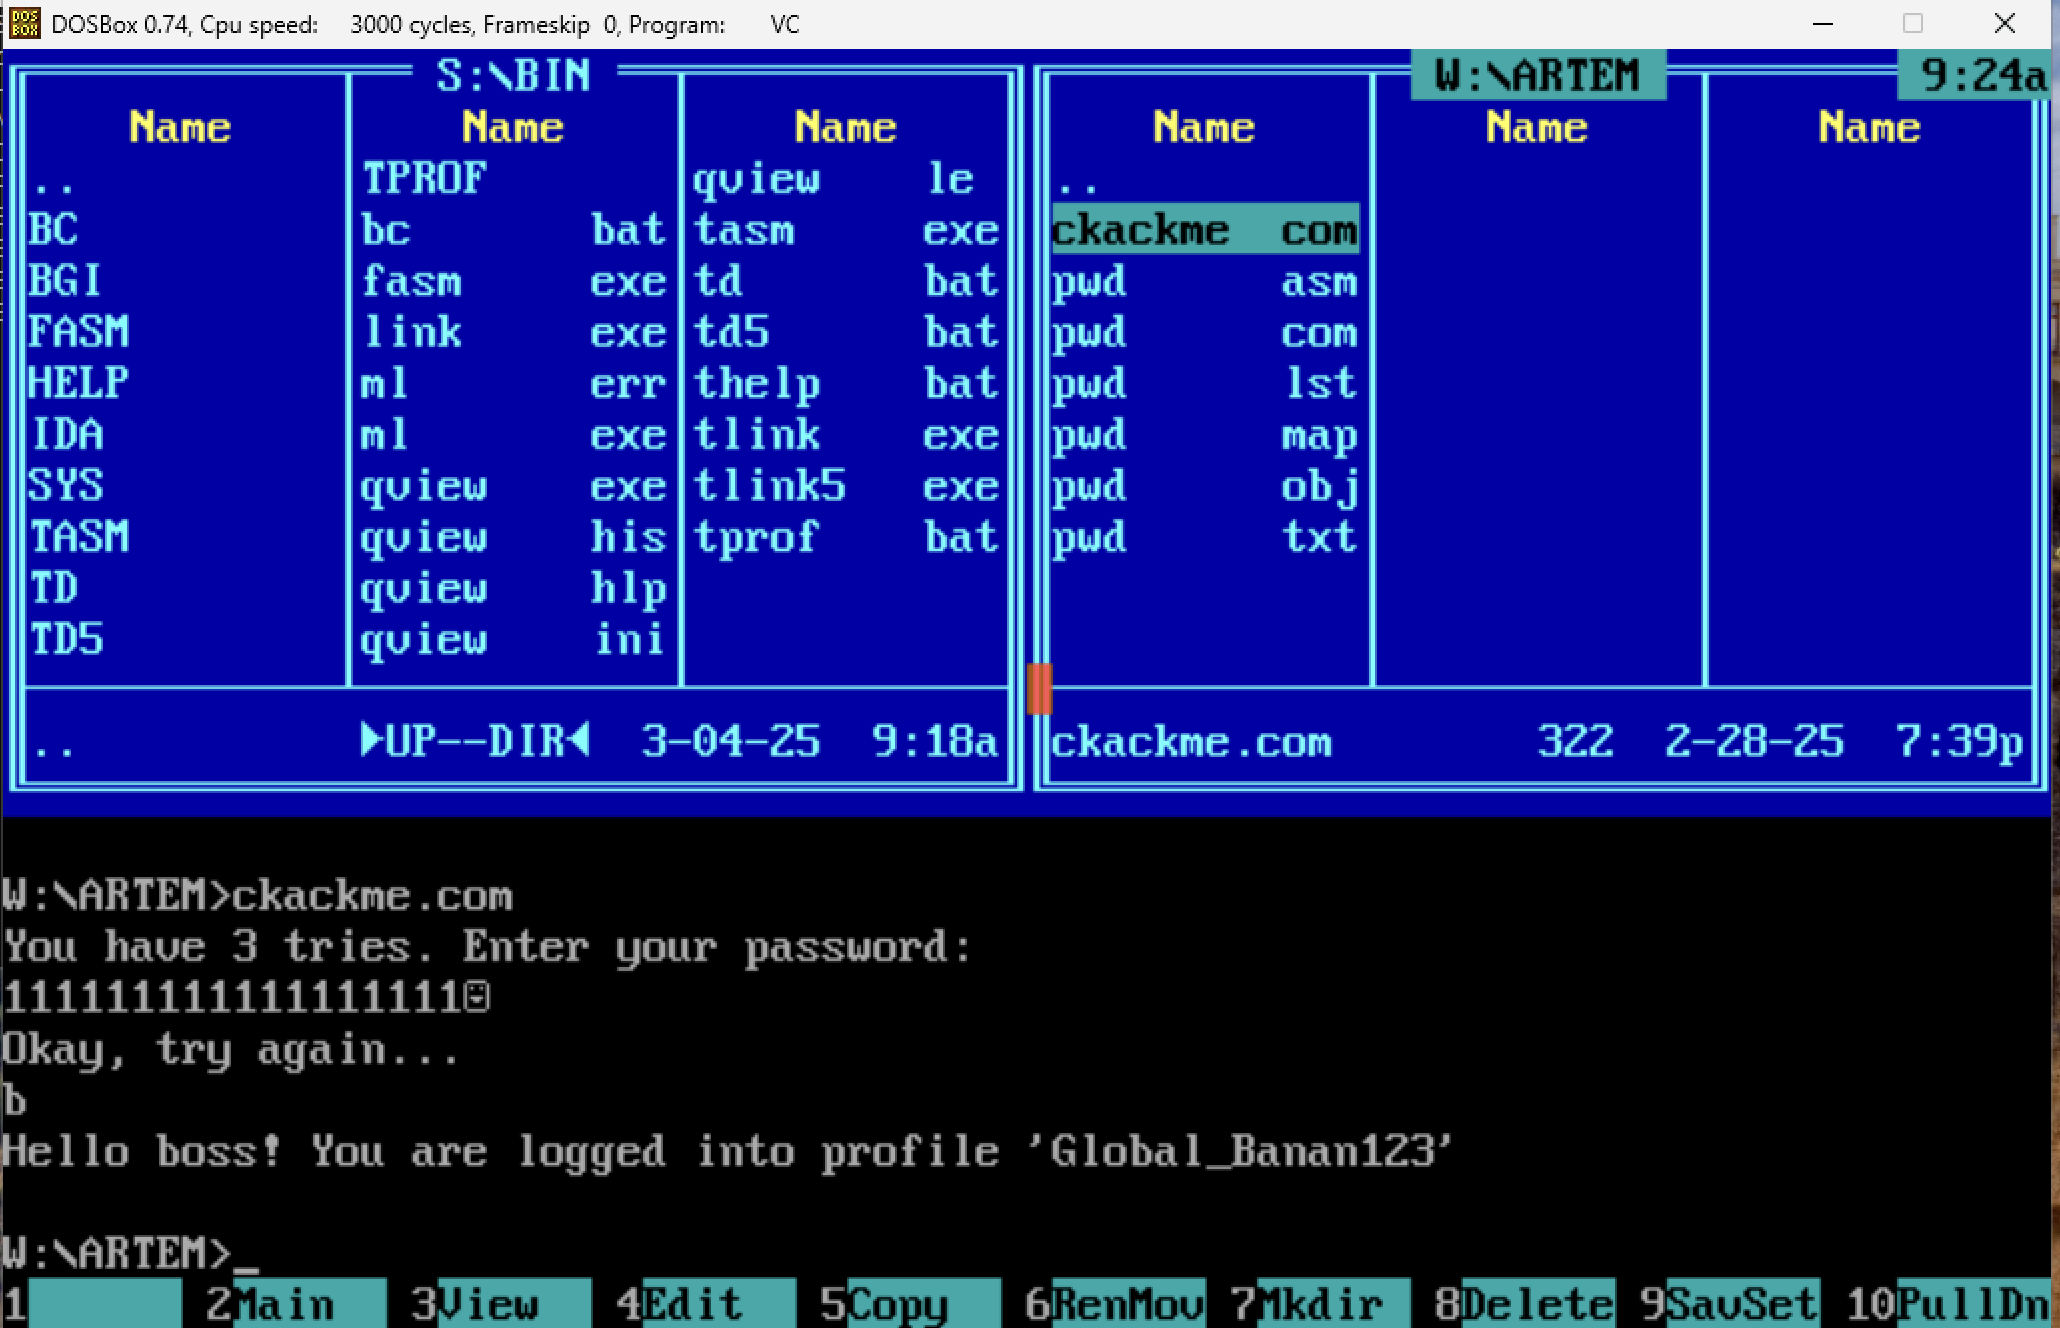 DOSBox 0.74, Cpu speed: 3000 cycles, Frameskip 0, Program: VC
S:\BIN
Name Name Name
.. TPROF qview le
BC bc bat tasm exe
BGI fasm exe td bat
FASM link exe td5 bat
HELP ml err thelp bat
IDA ml exe tlink exe
SYS qview exe tlink5 exe
TASM qview his tprof bat
TD qview hlp
TD5 qview ini
.. ►UP--DIR◄ 3-04-25 9:18a
W:\ARTEM 9:24a
Name Name Name
..
ckackme com
pwd asm
pwd com
pwd lst
pwd map
pwd obj
pwd txt
ckackme.com 322 2-28-25 7:39p
W:\ARTEM>ckackme.com
You have 3 tries. Enter your password:
111111111111111111☺
Okay, try again...
b
Hello boss! You are logged into profile 'Global_Banan123'
W:\ARTEM>_
1 2Main 3View 4Edit 5Copy 6RenMov 7Mkdir 8Delete 9SavSet 10PullDn